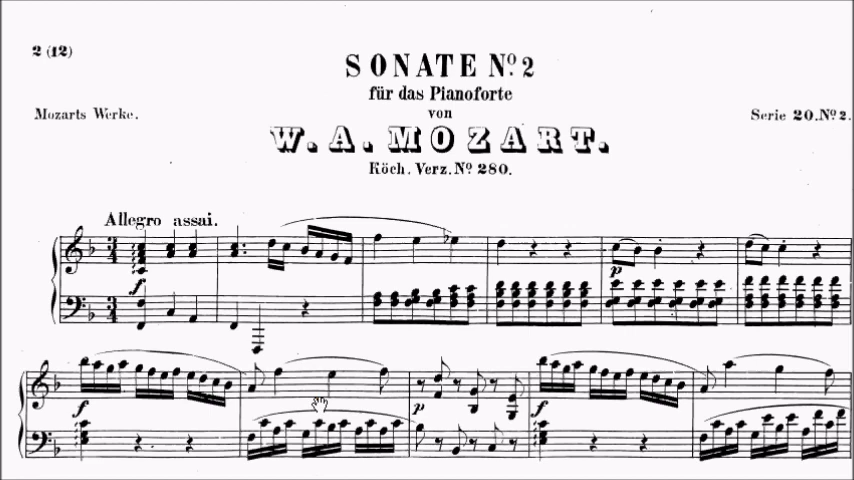 2 (12)
SONATE Nº 2
für das Pianoforte
von
Mozarts Werke.
Serie 20. Nº 2.
W. A. MOZART.
Köch. Verz. Nº 280.
Allegro assai.
f
p
f
p
f